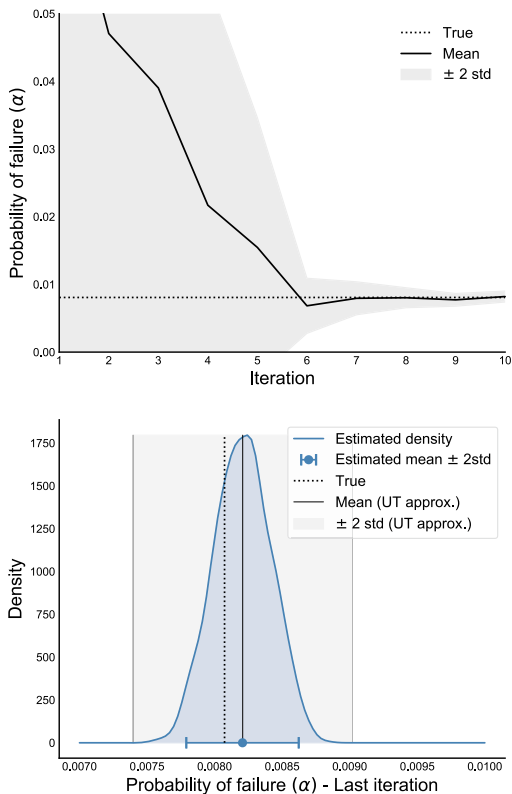 0.05
0.04
0.03
0.02
0.01
0.00
Probability of failure (α)
True
Mean
± 2 std
1 2 3 4 5 6 7 8 9 10
Iteration
1750
1500
1250
1000
750
500
250
0
Density
Estimated density
Estimated mean ± 2std
True
Mean (UT approx.)
± 2 std (UT approx.)
0.0070 0.0075 0.0080 0.0085 0.0090 0.0095 0.0100
Probability of failure (α) - Last iteration